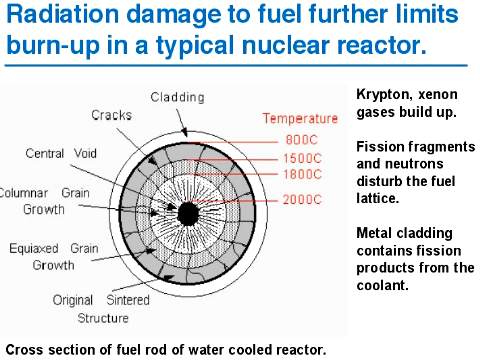 Radiation damage to fuel further limits
burn-up in a typical nuclear reactor.
Cladding
Cracks
Central Void
Columnar Grain
Growth
Equiaxed Grain
Growth
Original Sintered
Structure
Temperature
800C
1500C
1800C
2000C
Krypton, xenon
gases build up.
Fission fragments
and neutrons
disturb the fuel
lattice.
Metal cladding
contains fission
products from the
coolant.
Cross section of fuel rod of water cooled reactor.